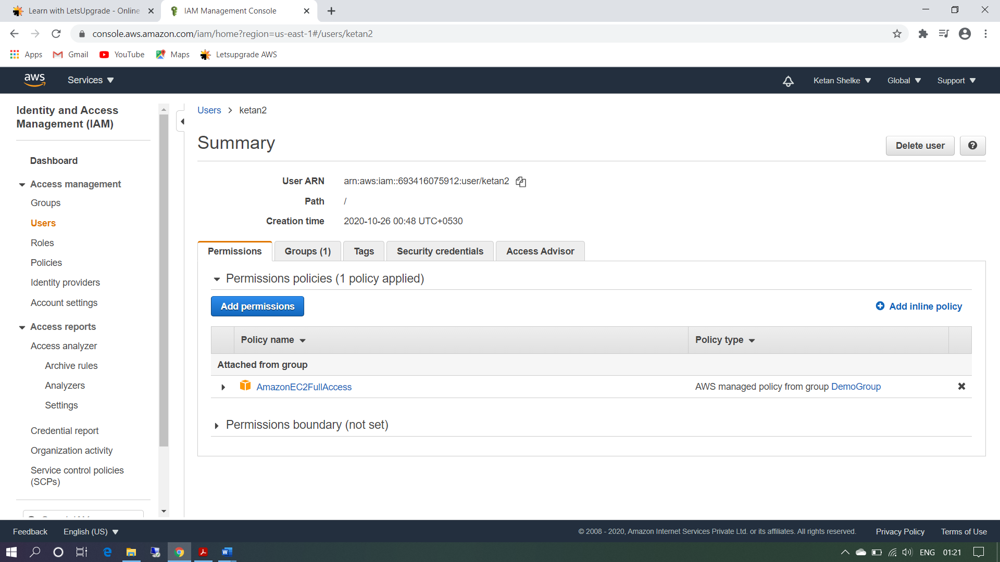 Learn with LetsUpgrade - Online
IAM Management Console
console.aws.amazon.com/iam/home?region=us-east-1#/users/ketan2
Apps
Gmail
YouTube
Maps
Letsupgrade AWS
aws
Services
Ketan Shelke
Global
Support
Identity and Access
Management (IAM)
Dashboard
Access management
Groups
Users
Roles
Policies
Identity providers
Account settings
Access reports
Access analyzer
Archive rules
Analyzers
Settings
Credential report
Organization activity
Service control policies
(SCPs)
Users > ketan2
Summary
Delete user
User ARN arn:aws:iam::693416075912:user/ketan2
Path /
Creation time 2020-10-26 00:48 UTC+0530
Permissions
Groups (1)
Tags
Security credentials
Access Advisor
Permissions policies (1 policy applied)
Add permissions
Add inline policy
Policy name
Policy type
Attached from group
AmazonEC2FullAccess
AWS managed policy from group DemoGroup
Permissions boundary (not set)
Feedback
English (US)
© 2008 - 2020, Amazon Internet Services Private Ltd. or its affiliates. All rights reserved.
Privacy Policy
Terms of Use
ENG
01:21